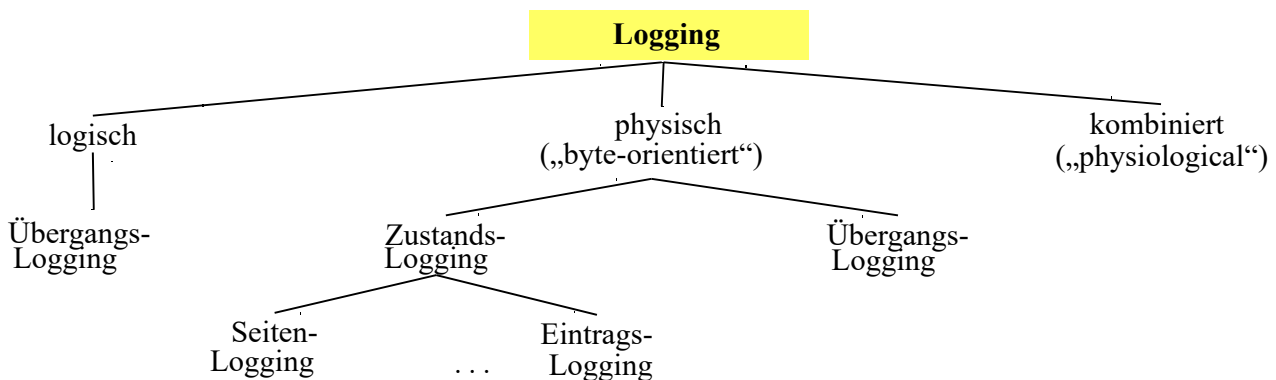 Logging
logisch
physisch
(„byte-orientiert“)
kombiniert
(„physiological“)
Übergangs-
Logging
Zustands-
Logging
Übergangs-
Logging
Seiten-
Logging
. . .
Eintrags-
Logging